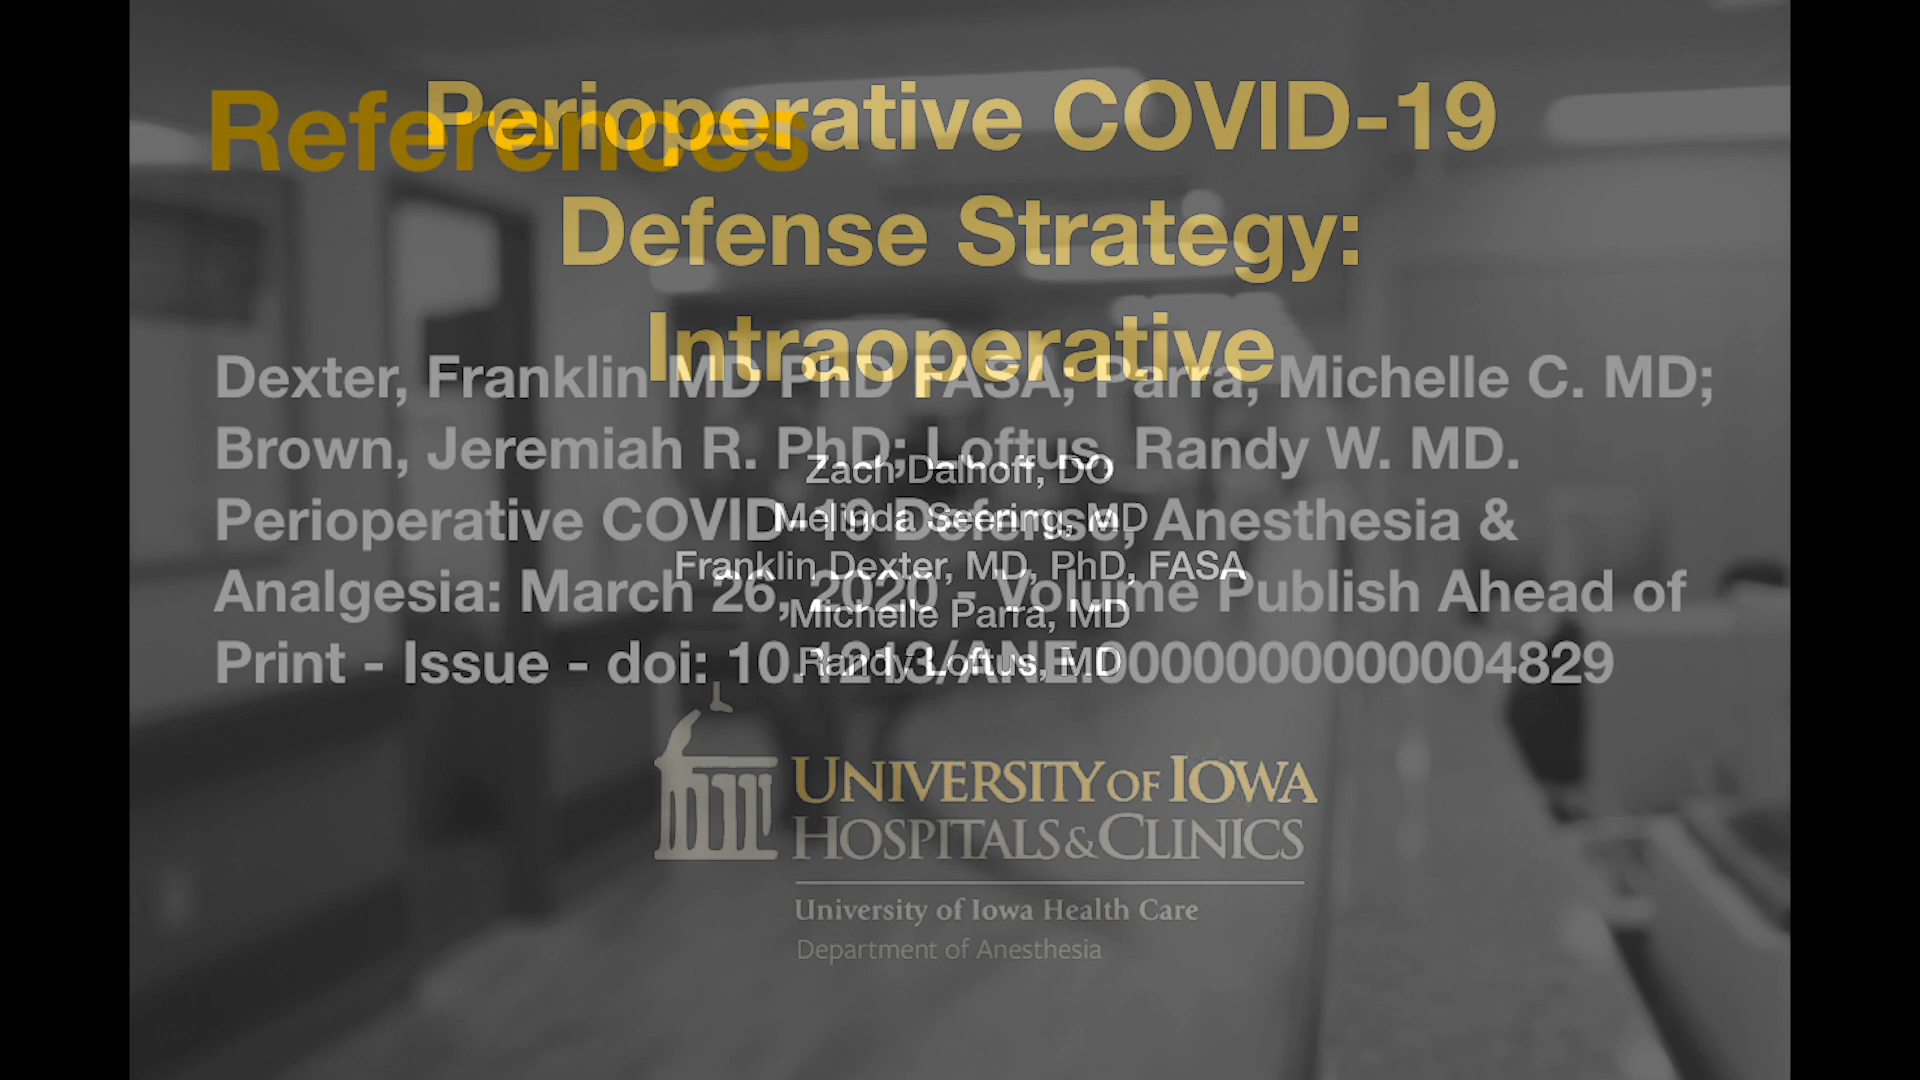 Perioperative COVID-19
Defense Strategy:
Intraoperative
Zach Dalhoff, DO
Melinda Seering, MD
Franklin Dexter, MD, PhD, FASA
Michelle Parra, MD
Randy Loftus, MD
UNIVERSITY OF IOWA
HOSPITALS & CLINICS
University of Iowa Health Care
Department of Anesthesia
References
Dexter, Franklin MD PhD FASA; Parra, Michelle C. MD;
Brown, Jeremiah R. PhD; Loftus, Randy W. MD.
Perioperative COVID-19 Defense, Anesthesia &
Analgesia: March 26, 2020 - Volume Publish Ahead of
Print - Issue - doi: 10.1213/ANE.0000000000004829